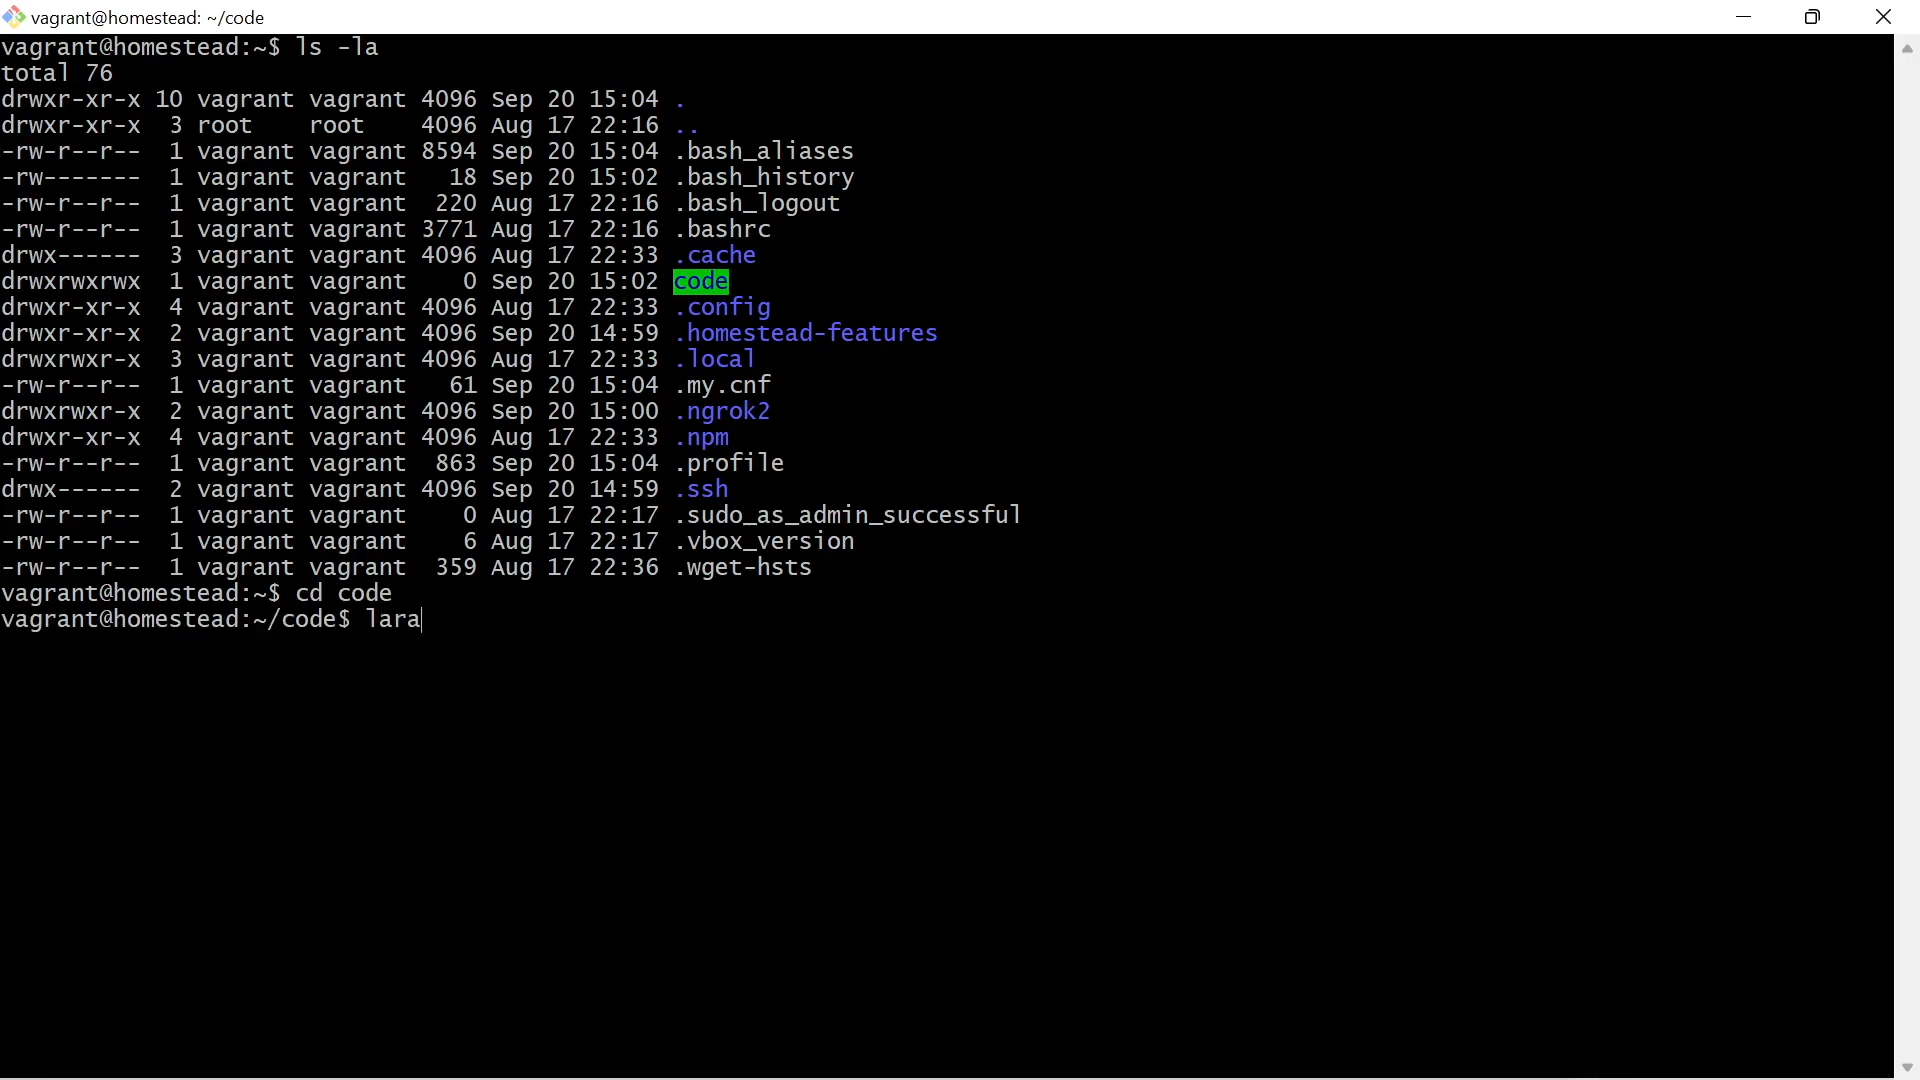 vagrant@homestead: ~/code
vagrant@homestead:~$ ls -la
total 76
drwxr-xr-x 10 vagrant vagrant 4096 Sep 20 15:04 .
drwxr-xr-x  3 root    root    4096 Aug 17 22:16 ..
-rw-r--r--  1 vagrant vagrant 8594 Sep 20 15:04 .bash_aliases
-rw-------  1 vagrant vagrant   18 Sep 20 15:02 .bash_history
-rw-r--r--  1 vagrant vagrant  220 Aug 17 22:16 .bash_logout
-rw-r--r--  1 vagrant vagrant 3771 Aug 17 22:16 .bashrc
drwx------  3 vagrant vagrant 4096 Aug 17 22:33 .cache
drwxrwxrwx  1 vagrant vagrant    0 Sep 20 15:02 code
drwxr-xr-x  4 vagrant vagrant 4096 Aug 17 22:33 .config
drwxr-xr-x  2 vagrant vagrant 4096 Sep 20 14:59 .homestead-features
drwxrwxr-x  3 vagrant vagrant 4096 Aug 17 22:33 .local
-rw-r--r--  1 vagrant vagrant   61 Sep 20 15:04 .my.cnf
drwxrwxr-x  2 vagrant vagrant 4096 Sep 20 15:00 .ngrok2
drwxr-xr-x  4 vagrant vagrant 4096 Aug 17 22:33 .npm
-rw-r--r--  1 vagrant vagrant  863 Sep 20 15:04 .profile
drwx------  2 vagrant vagrant 4096 Sep 20 14:59 .ssh
-rw-r--r--  1 vagrant vagrant    0 Aug 17 22:17 .sudo_as_admin_successful
-rw-r--r--  1 vagrant vagrant    6 Aug 17 22:17 .vbox_version
-rw-r--r--  1 vagrant vagrant  359 Aug 17 22:36 .wget-hsts
vagrant@homestead:~$ cd code
vagrant@homestead:~/code$ lara